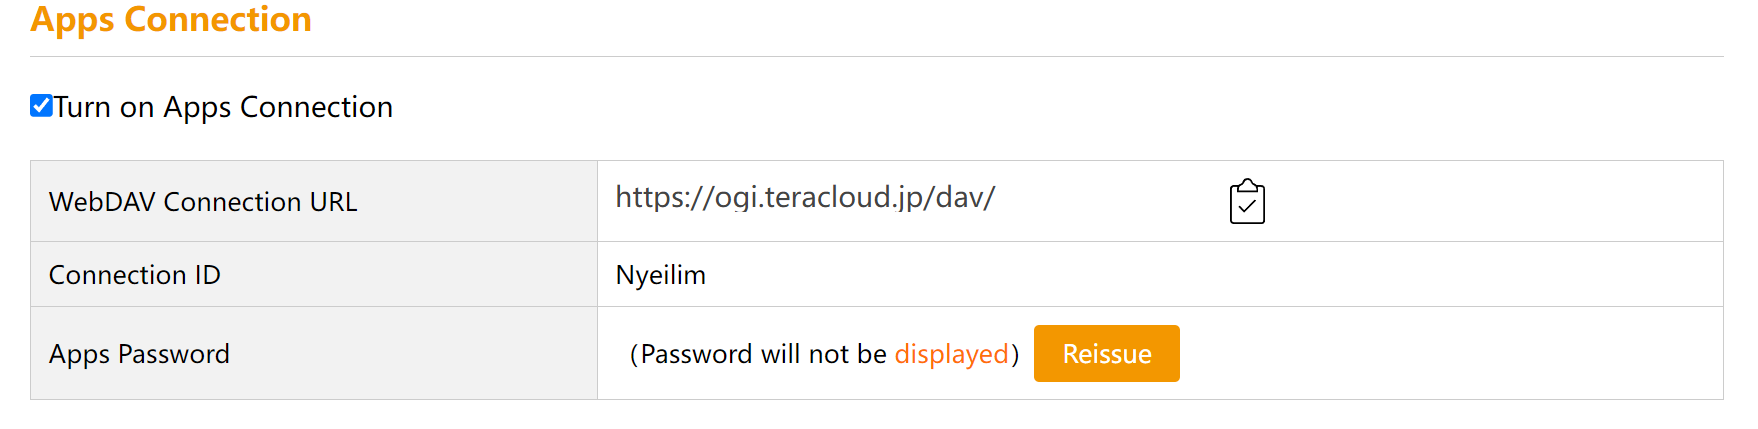 Apps Connection
Turn on Apps Connection
WebDAV Connection URL https://ogi.teracloud.jp/dav/
Connection ID Nyeilim
Apps Password (Password will not be displayed) Reissue